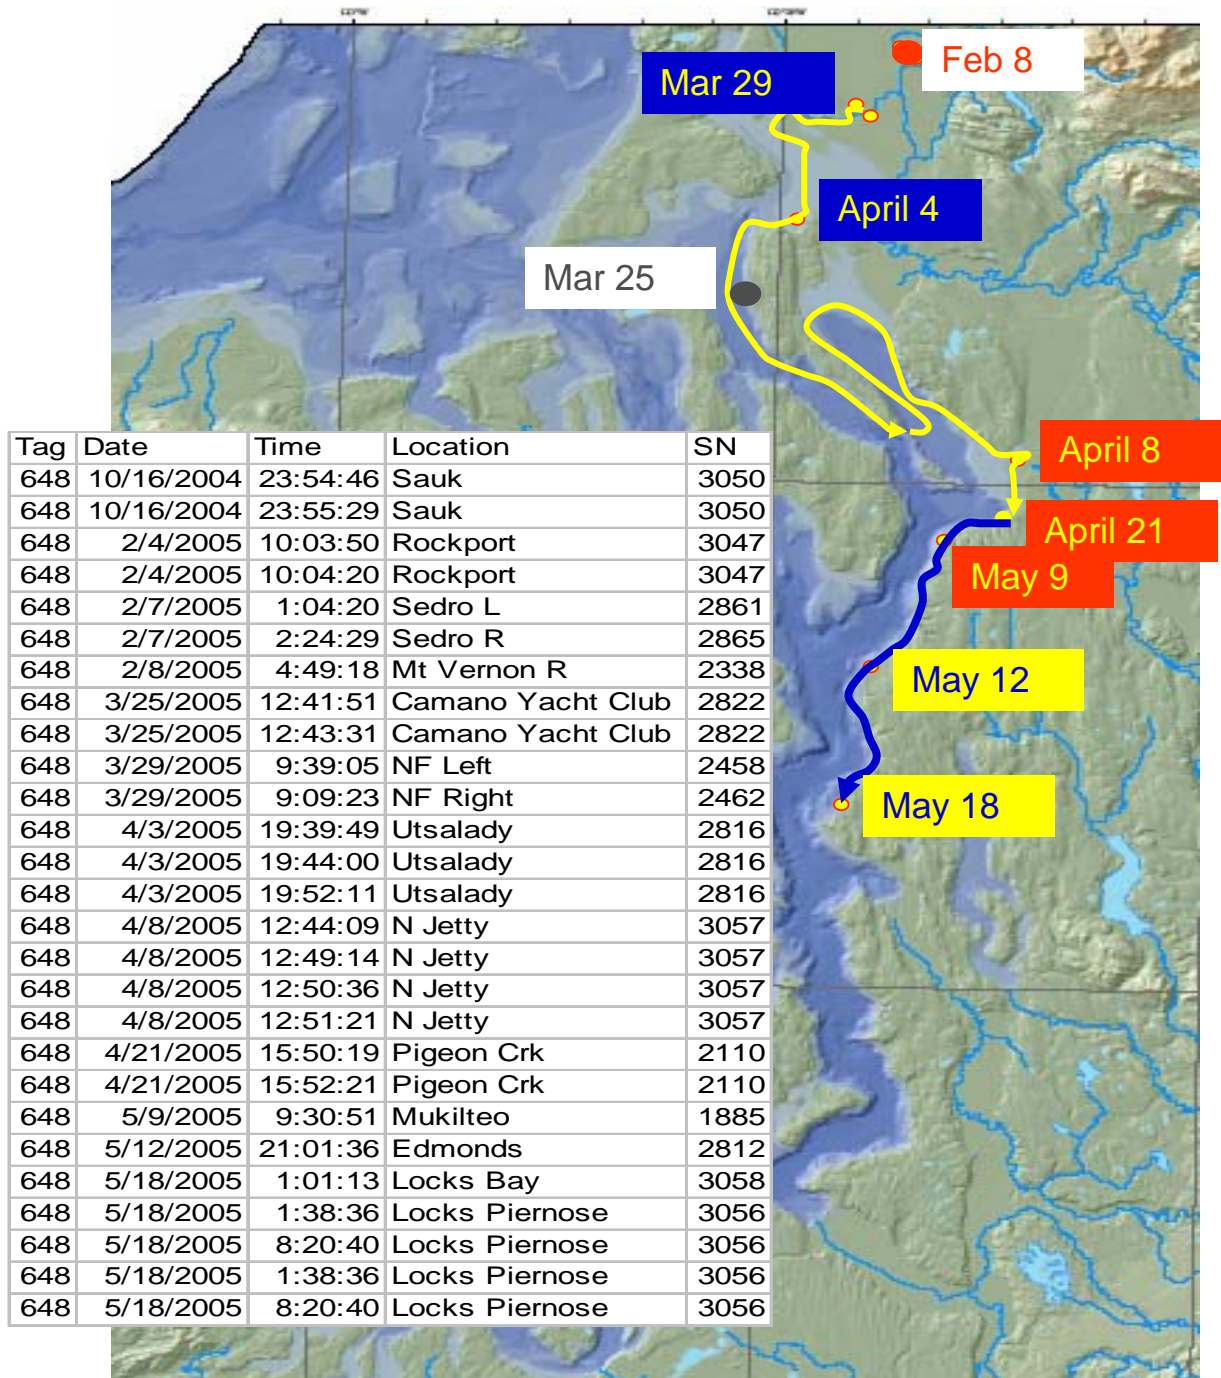 Feb 8
Mar 29
April 4
Mar 25
April 8
April 21
May 9
May 12
May 18
Tag Date Time Location SN
648 10/16/2004 23:54:46 Sauk 3050
648 10/16/2004 23:55:29 Sauk 3050
648 2/4/2005 10:03:50 Rockport 3047
648 2/4/2005 10:04:20 Rockport 3047
648 2/7/2005 1:04:20 Sedro L 2861
648 2/7/2005 2:24:29 Sedro R 2865
648 2/8/2005 4:49:18 Mt Vernon R 2338
648 3/25/2005 12:41:51 Camano Yacht Club 2822
648 3/25/2005 12:43:31 Camano Yacht Club 2822
648 3/29/2005 9:39:05 NF Left 2458
648 3/29/2005 9:09:23 NF Right 2462
648 4/3/2005 19:39:49 Utsalady 2816
648 4/3/2005 19:44:00 Utsalady 2816
648 4/3/2005 19:52:11 Utsalady 2816
648 4/8/2005 12:44:09 N Jetty 3057
648 4/8/2005 12:49:14 N Jetty 3057
648 4/8/2005 12:50:36 N Jetty 3057
648 4/8/2005 12:51:21 N Jetty 3057
648 4/21/2005 15:50:19 Pigeon Crk 2110
648 4/21/2005 15:52:21 Pigeon Crk 2110
648 5/9/2005 9:30:51 Mukilteo 1885
648 5/12/2005 21:01:36 Edmonds 2812
648 5/18/2005 1:01:13 Locks Bay 3058
648 5/18/2005 1:38:36 Locks Piernose 3056
648 5/18/2005 8:20:40 Locks Piernose 3056
648 5/18/2005 1:38:36 Locks Piernose 3056
648 5/18/2005 8:20:40 Locks Piernose 3056